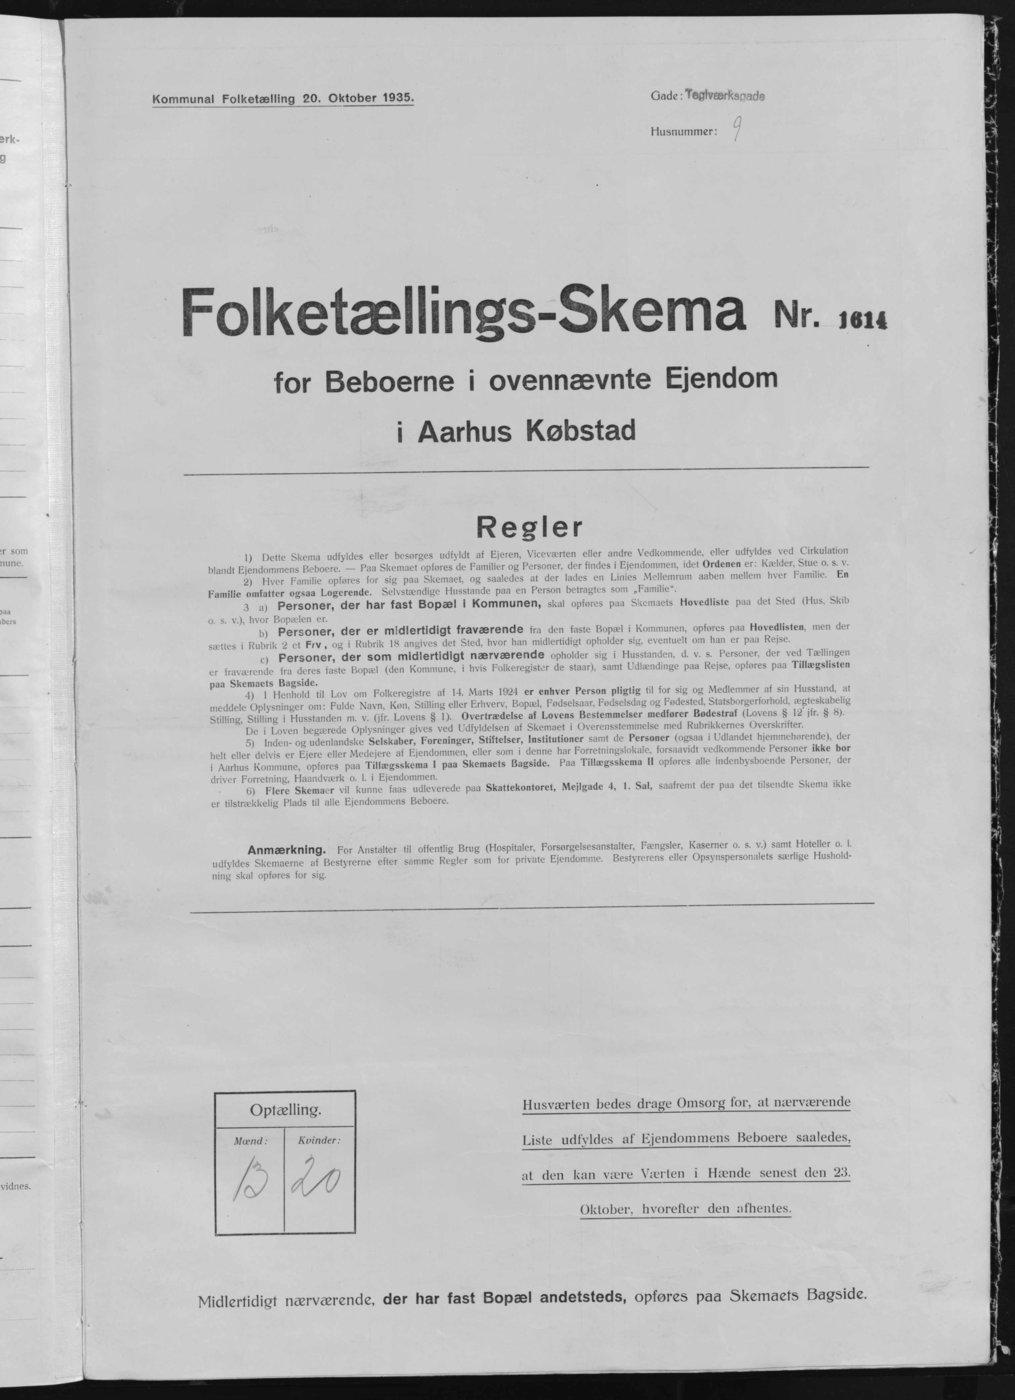 Kommunal Folketælling 20. Oktober 1935.
Gade: Teglværksgade
Husnummer: 9
Folketællings-Skema Nr. 1614
for Beboerne i ovennævnte Ejendom
i Aarhus Købstad
Regler
1) Dette Skema udfyldes eller besørges udfyldt af Ejeren, Viceværten eller andre Vedkommende, eller udfyldes ved Cirkulation
blandt Ejendommens Beboere. — Paa Skemaet opføres de Familier og Personer, der findes i Ejendommen, idet Ordenen er: Kælder, Stue o. s. v.
2) Hver Familie opføres for sig paa Skemaet, og saaledes at der lades en Linies Mellemrum aaben mellem hver Familie. En
Familie omfatter ogsaa Logerende. Selvstændige Husstande paa en Person betragtes som „Familie“.
3 a) Personer, der har fast Bopæl i Kommunen, skal opføres paa Skemaets Hovedliste paa det Sted (Hus, Skib
o. s. v.), hvor Bopælen er.
b) Personer, der er midlertidigt fraværende fra den faste Bopæl i Kommunen, opføres paa Hovedlisten, men der
sættes i Rubrik 2 et Frv, og i Rubrik 18 angives det Sted, hvor han midlertidigt opholder sig, eventuelt om han er paa Rejse.
c) Personer, der som midlertidigt nærværende opholder sig i Husstanden, d. v. s. Personer, der ved Tællingen
er fraværende fra deres faste Bopæl (den Kommune, i hvis Folkeregister de staar), samt Udlændinge paa Rejse, opføres paa Tillægslisten
paa Skemaets Bagside.
4) I Henhold til Lov om Folkeregistre af 14. Marts 1924 er enhver Person pligtig til for sig og Medlemmer af sin Husstand, at
meddele Oplysninger om: Fulde Navn, Køn, Stilling eller Erhverv, Bopæl, Fødselsaar, Fødselsdag og Fødested, Statsborgerforhold, ægteskabelig
Stilling, Stilling i Husstanden m. v. (jfr. Lovens § 1). Overtrædelse af Lovens Bestemmelser medfører Bødestraf (Lovens § 12 jfr. § 8).
De i Loven begærede Oplysninger gives ved Udfyldelsen af Skemaet i Overensstemmelse med Rubrikkernes Overskrifter.
5) Inden- og udenlandske Selskaber, Foreninger, Stiftelser, Institutioner samt de Personer (ogsaa i Udlandet hjemmehørende), der
helt eller delvis er Ejere eller Medejere af Ejendommen, eller som i denne har Forretningslokale, forsaavidt vedkommende Personer ikke bor
i Aarhus Kommune, opføres paa Tillægsskema I paa Skemaets Bagside. Paa Tillægsskema II opføres alle indenbysboende Personer, der
driver Forretning, Haandværk o. l. i Ejendommen.
6) Flere Skemaer vil kunne faas udleverede paa Skattekontoret, Mejlgade 4, 1. Sal, saafremt der paa det tilsendte Skema ikke
er tilstrækkelig Plads til alle Ejendommens Beboere.
Anmærkning. For Anstalter til offentlig Brug (Hospitaler, Forsørgelsesanstalter, Fængsler, Kaserner o. s. v.) samt Hoteller o. l.
udfyldes Skemaerne af Bestyrerne efter samme Regler som for private Ejendomme. Bestyrerens eller Opsynspersonalets særlige Hushold-
ning skal opføres for sig.
Optælling.
Mænd: Kvinder:
13 20
Husværten bedes drage Omsorg for, at nærværende
Liste udfyldes af Ejendommens Beboere saaledes,
at den kan være Værten i Hænde senest den 23.
Oktober, hvorefter den afhentes.
Midlertidigt nærværende, der har fast Bopæl andetsteds, opføres paa Skemaets Bagside.